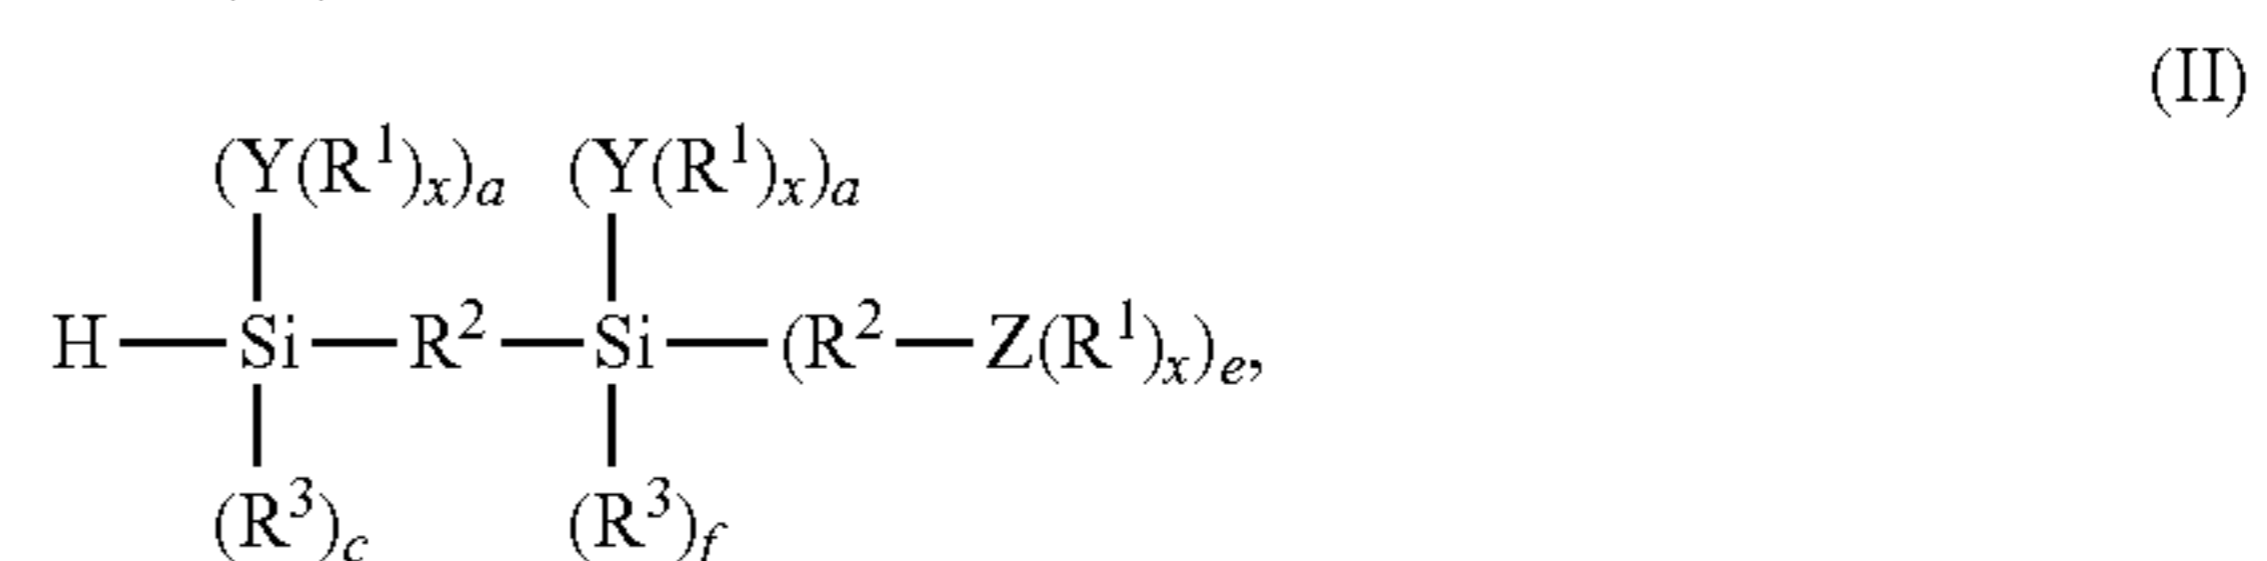 (II)
(Y(R¹)ₓ)ₐ (Y(R¹)ₓ)ₐ
H—Si—R²—Si—(R²—Z(R¹)ₓ)ₑ,
(R³)c (R³)f